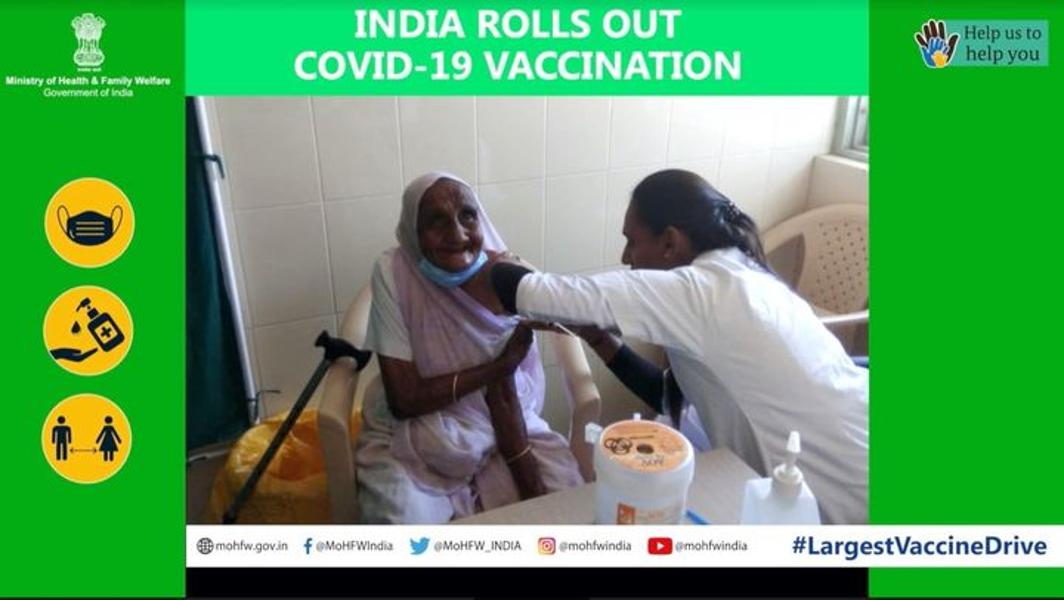 INDIA ROLLS OUT
COVID-19 VACCINATION
Ministry of Health & Family Welfare
Government of India
Help us to
help you
mohfw.gov.in @MoHFWIndia @MoHFW_INDIA @mohfwindia @mohfwindia #LargestVaccineDrive